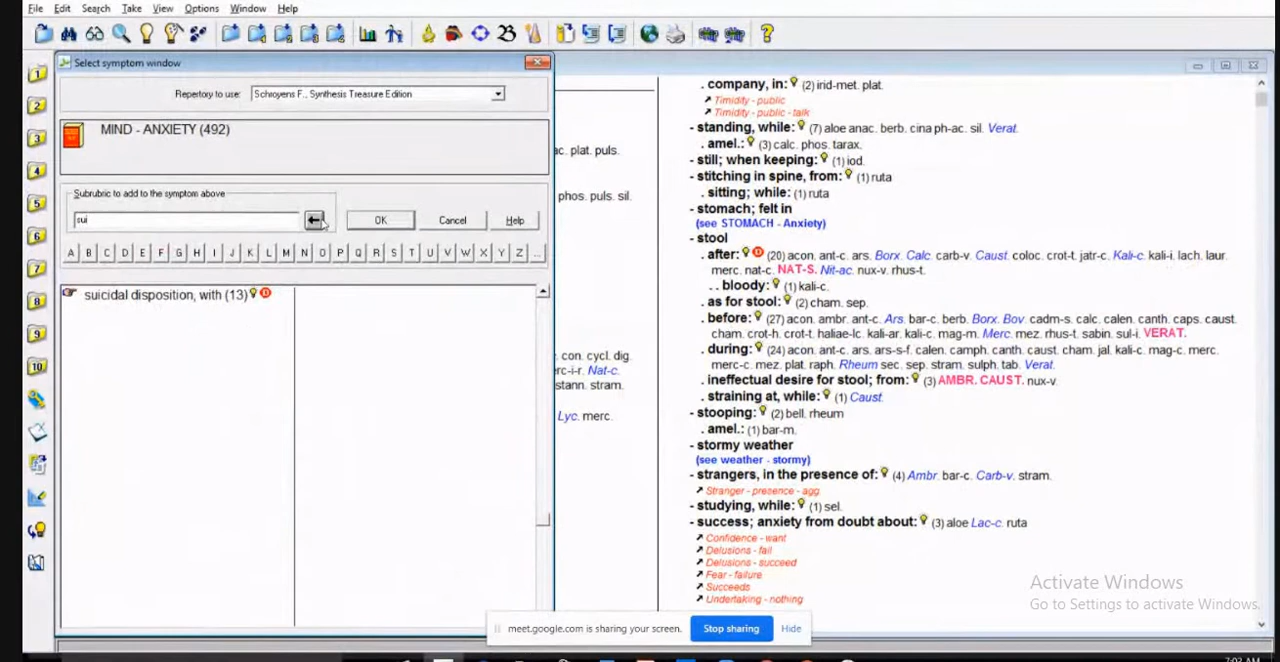 File Edit Search Take View Options Window Help
1
2
3
4
5
6
7
8
9
10
Select symptom window
Repertory to use: Schroyens F., Synthesis Treasure Edition
MIND - ANXIETY (492)
Subrubric to add to the symptom above
sui
OK Cancel Help
A B C D E F G H I J K L M N O P Q R S T U V W X Y Z ...
suicidal disposition, with (13)
ac. plat. puls.
phos. puls. sil.
con. cycl. dig.
rc-i-r. Nat-c.
stann. stram.
Lyc. merc.
. company, in: (2) irid-met. plat.
Timidity - public
Timidity - public - talk
- standing, while: (7) aloe anac. berb. cina ph-ac. sil. Verat.
. amel.: (3) calc. phos. tarax.
- still; when keeping: (1) iod.
- stitching in spine, from: (1) ruta
. sitting; while: (1) ruta
- stomach; felt in
(see STOMACH - Anxiety)
- stool
. after: (20) acon. ant-c. ars. Borx. Calc. carb-v. Caust. coloc. crot-t. jatr-c. Kali-c. kali-i. lach. laur.
merc. nat-c. NAT-S. Nit-ac. nux-v. rhus-t.
. . bloody: (1) kali-c.
. as for stool: (2) cham. sep.
. before: (27) acon. ambr. ant-c. Ars. bar-c. berb. Borx. Bov. cadm-s. calc. calen. canth. caps. caust.
cham. crot-h. crot-t. haliae-lc. kali-ar. kali-c. mag-m. Merc. mez. rhus-t. sabin. sul-i. VERAT.
. during: (24) acon. ant-c. ars. ars-s-f. calen. camph. canth. caust. cham. jal. kali-c. mag-c. merc.
merc-c. mez. plat. raph. Rheum sec. sep. stram. sulph. tab. Verat.
. ineffectual desire for stool; from: (3) AMBR. CAUST. nux-v.
. straining at, while: (1) Caust.
- stooping: (2) bell. rheum
. amel.: (1) bar-m.
- stormy weather
(see weather - stormy)
- strangers, in the presence of: (4) Ambr. bar-c. Carb-v. stram.
Stranger - presence - agg
- studying, while: (1) sel.
- success; anxiety from doubt about: (3) aloe Lac-c. ruta
Confidence - want
Delusions - fail
Delusions - succeed
Fear - failure
Succeeds
Undertaking - nothing
Activate Windows
Go to Settings to activate Windows.
meet.google.com is sharing your screen. Stop sharing Hide